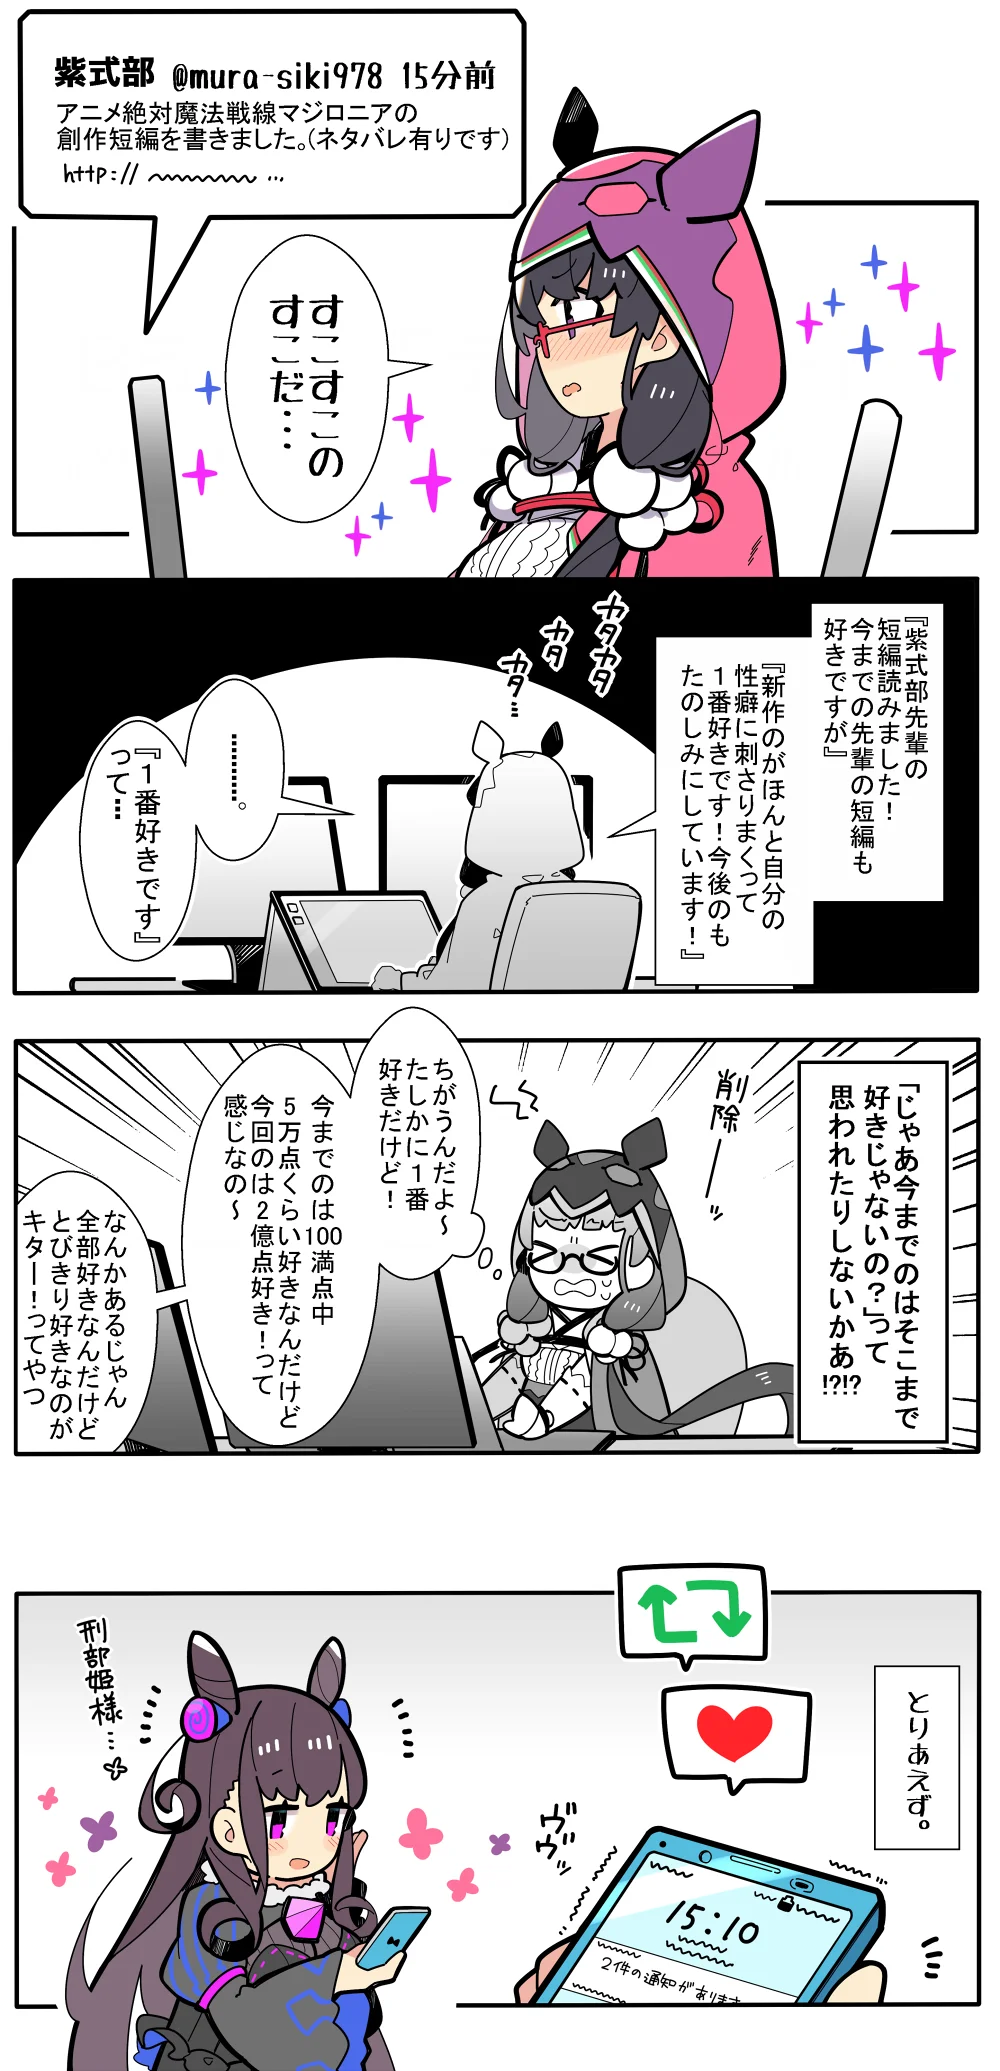 紫式部 @mura-siki978 15分前
アニメ絶対魔法戦線マジロニアの
創作短編を書きました。(ネタバレ有りです)
http://
…
すこすこの
すこだ…
『紫式部先輩の
短編読みました！
今までの先輩の短編も
好きですが』
『新作のがほんと自分の
性癖に刺さりまくって
１番好きです！今後のも
たのしみにしています！』
カタカタ
カタ
カタ…
………。
『１番好きです』
って…
「じゃあ今までのはそこまで
好きじゃないの？」って
思われたりしないかあ
!?!?
削除
ちがうんだよ～
たしかに１番
好きだけど！
今までのは100満点中
５万点くらい好きなんだけど
今回のは２億点好き！って
感じなの～
なんかあるじゃん
全部好きなんだけど
とびきり好きなのが
キター！ってやつ
とりあえず。
ヴヴッ
ヴッ
15:10
2件の通知があります
刑部姫様…